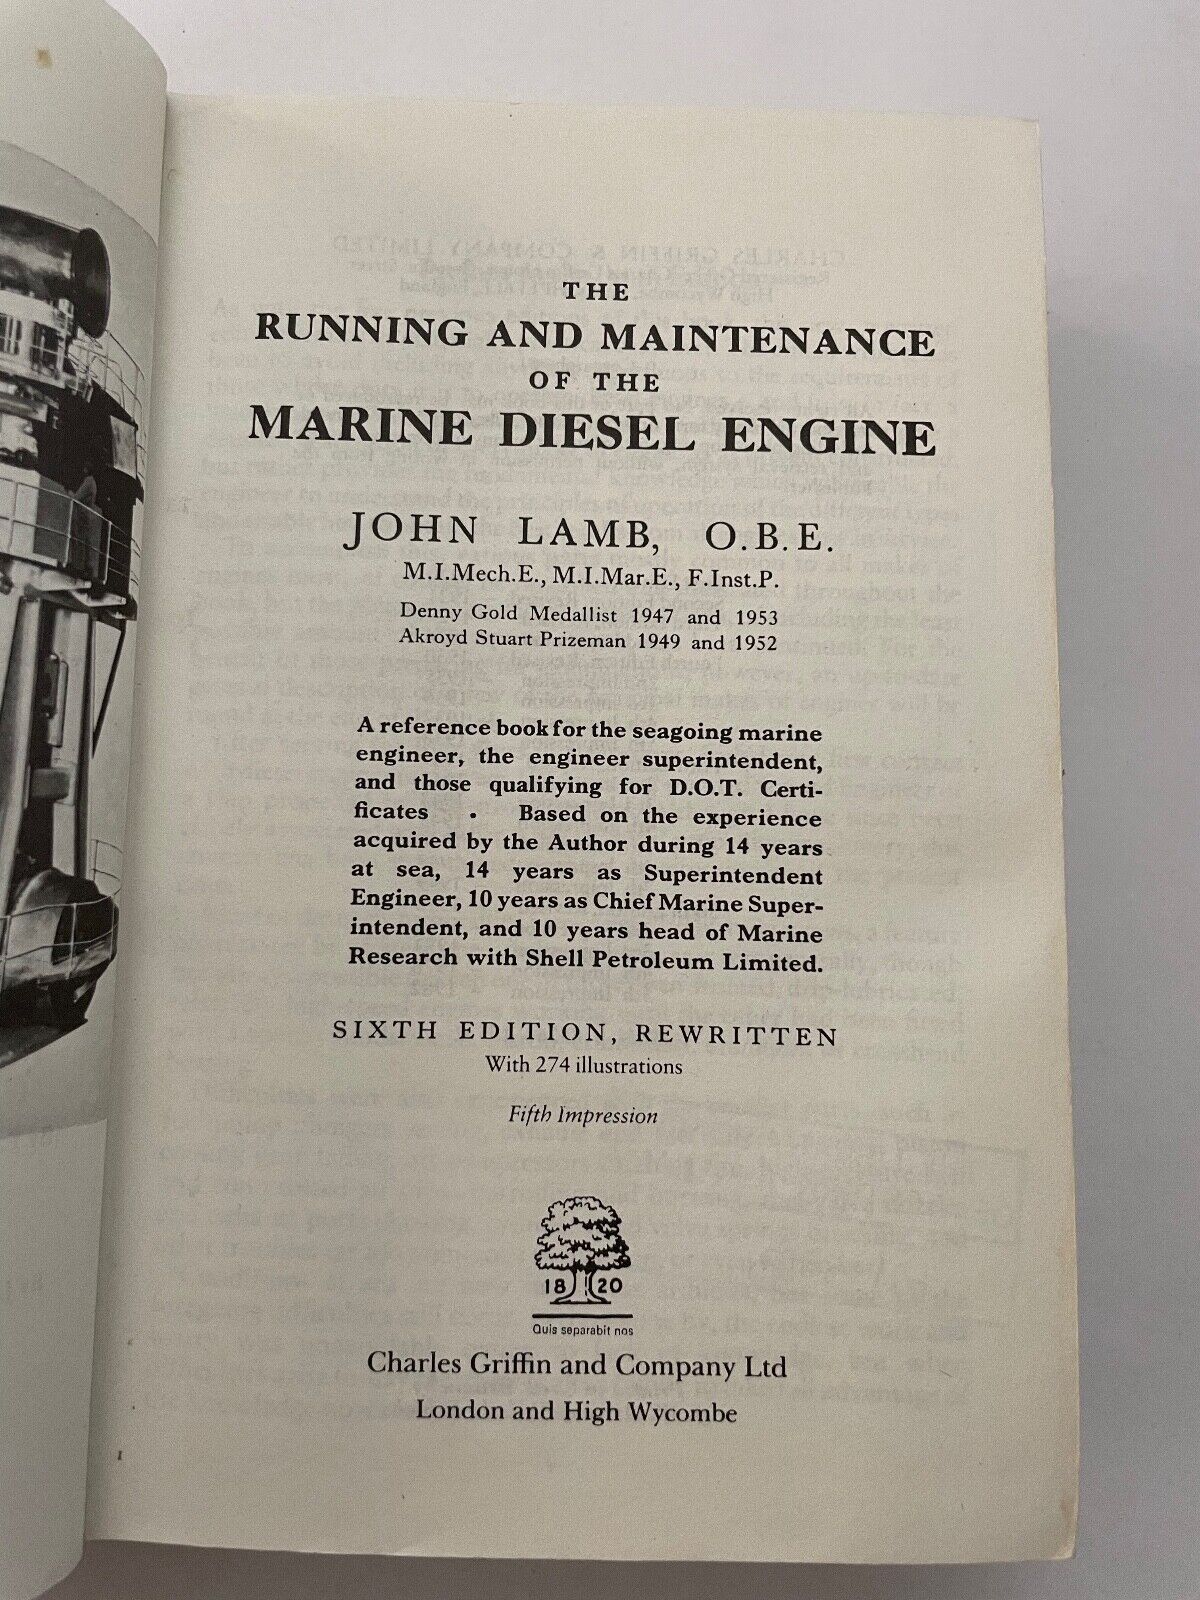 THE
RUNNING AND MAINTENANCE
OF THE
MARINE DIESEL ENGINE
JOHN LAMB, O.B.E.
M.I.Mech.E., M.I.Mar.E., F.Inst.P.
Denny Gold Medallist 1947 and 1953
Akroyd Stuart Prizeman 1949 and 1952
A reference book for the seagoing marine
engineer, the engineer superintendent,
and those qualifying for D.O.T. Certi-
ficates • Based on the experience
acquired by the Author during 14 years
at sea, 14 years as Superintendent
Engineer, 10 years as Chief Marine Super-
intendent, and 10 years head of Marine
Research with Shell Petroleum Limited.
SIXTH EDITION, REWRITTEN
With 274 illustrations
Fifth Impression
18 20
Quis separabit nos
Charles Griffin and Company Ltd
London and High Wycombe
I